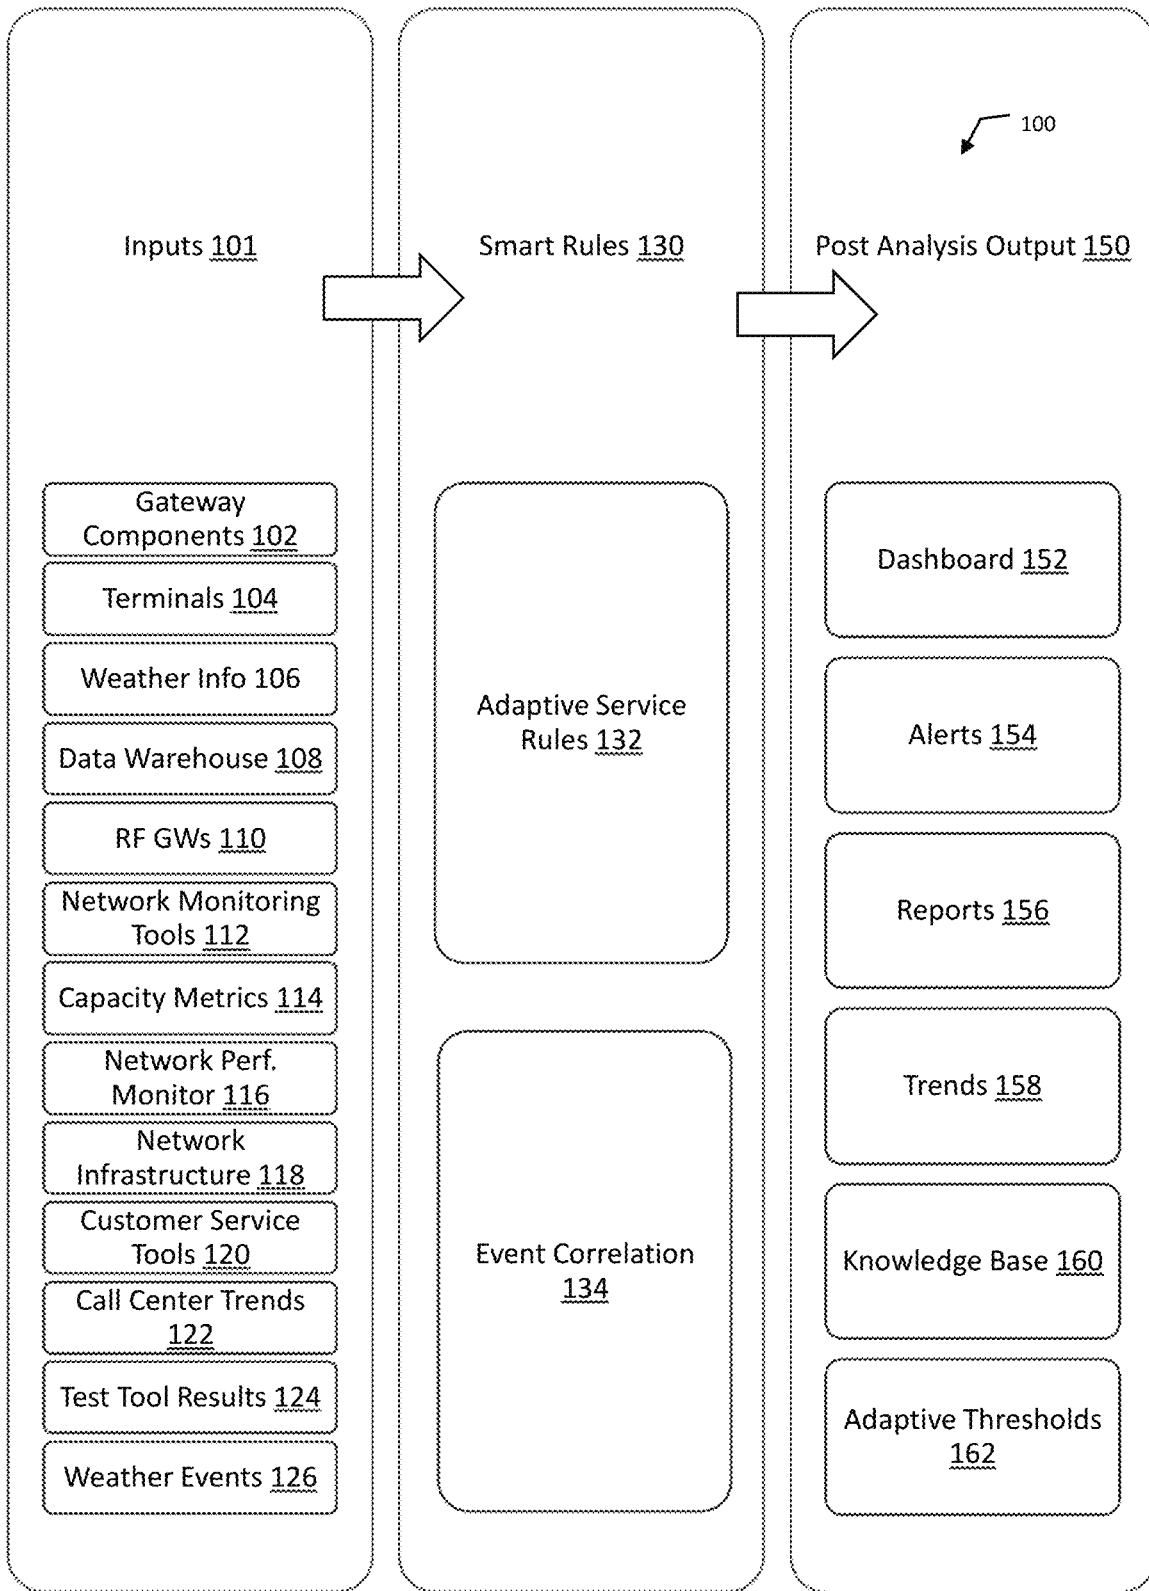 100
Inputs 101
Smart Rules 130
Post Analysis Output 150
Gateway
Components 102
Terminals 104
Weather Info 106
Data Warehouse 108
RF GWs 110
Network Monitoring
Tools 112
Capacity Metrics 114
Network Perf.
Monitor 116
Network
Infrastructure 118
Customer Service
Tools 120
Call Center Trends
122
Test Tool Results 124
Weather Events 126
Adaptive Service
Rules 132
Event Correlation
134
Dashboard 152
Alerts 154
Reports 156
Trends 158
Knowledge Base 160
Adaptive Thresholds
162